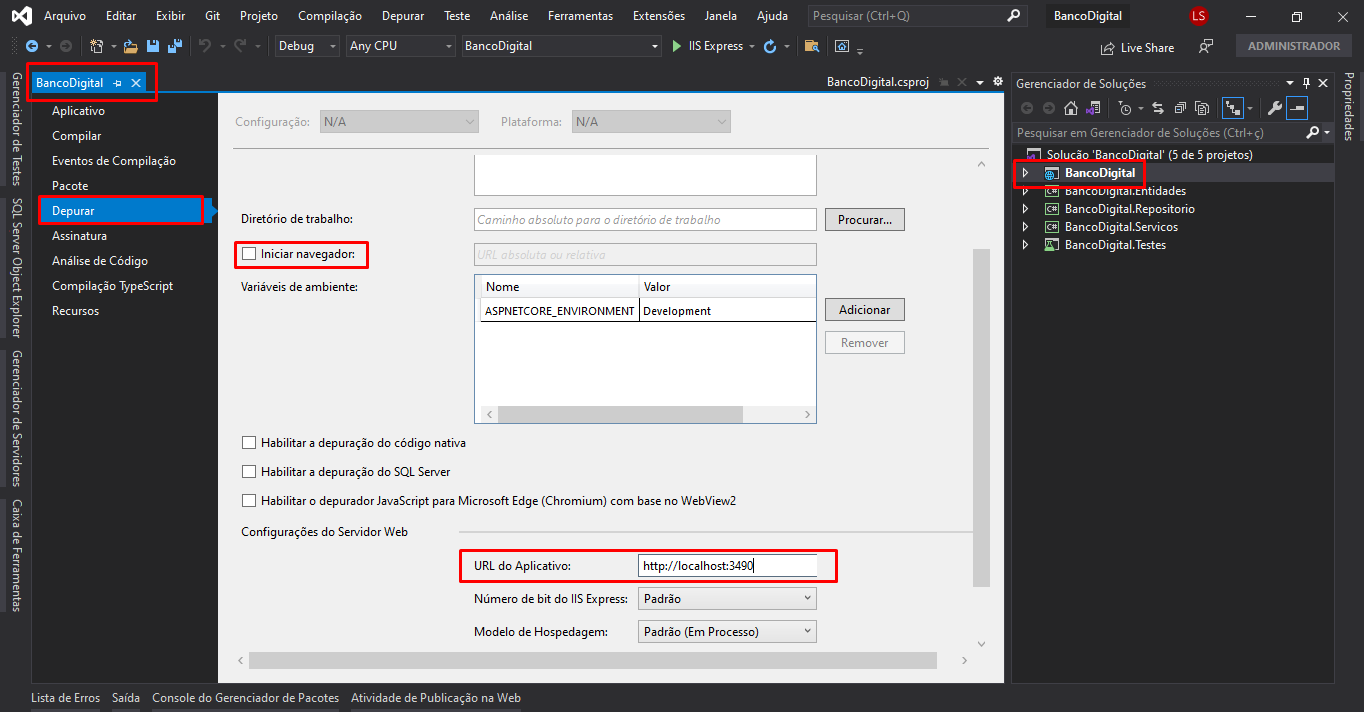 Arquivo Editar Exibir Git Projeto Compilação Depurar Teste Análise Ferramentas Extensões Janela Ajuda Pesquisar (Ctrl+Q) BancoDigital LS
Debug Any CPU BancoDigital IIS Express Live Share ADMINISTRADOR
Gerenciador de Testes
SQL Server Object Explorer
Gerenciador de Servidores
Caixa de Ferramentas
BancoDigital
BancoDigital.csproj
Aplicativo
Compilar
Eventos de Compilação
Pacote
Depurar
Assinatura
Análise de Código
Compilação TypeScript
Recursos
Configuração: N/A Plataforma: N/A
Diretório de trabalho: Caminho absoluto para o diretório de trabalho Procurar...
Iniciar navegador: URL absoluta ou relativa
Variáveis de ambiente:
Nome Valor
ASPNETCORE_ENVIRONMENT Development
Adicionar
Remover
Habilitar a depuração do código nativa
Habilitar a depuração do SQL Server
Habilitar o depurador JavaScript para Microsoft Edge (Chromium) com base no WebView2
Configurações do Servidor Web
URL do Aplicativo: http://localhost:3490
Número de bit do IIS Express: Padrão
Modelo de Hospedagem: Padrão (Em Processo)
Gerenciador de Soluções
Pesquisar em Gerenciador de Soluções (Ctrl+ç)
Solução 'BancoDigital' (5 de 5 projetos)
BancoDigital
BancoDigital.Entidades
BancoDigital.Repositorio
BancoDigital.Servicos
BancoDigital.Testes
Propriedades
Lista de Erros Saída Console do Gerenciador de Pacotes Atividade de Publicação na Web